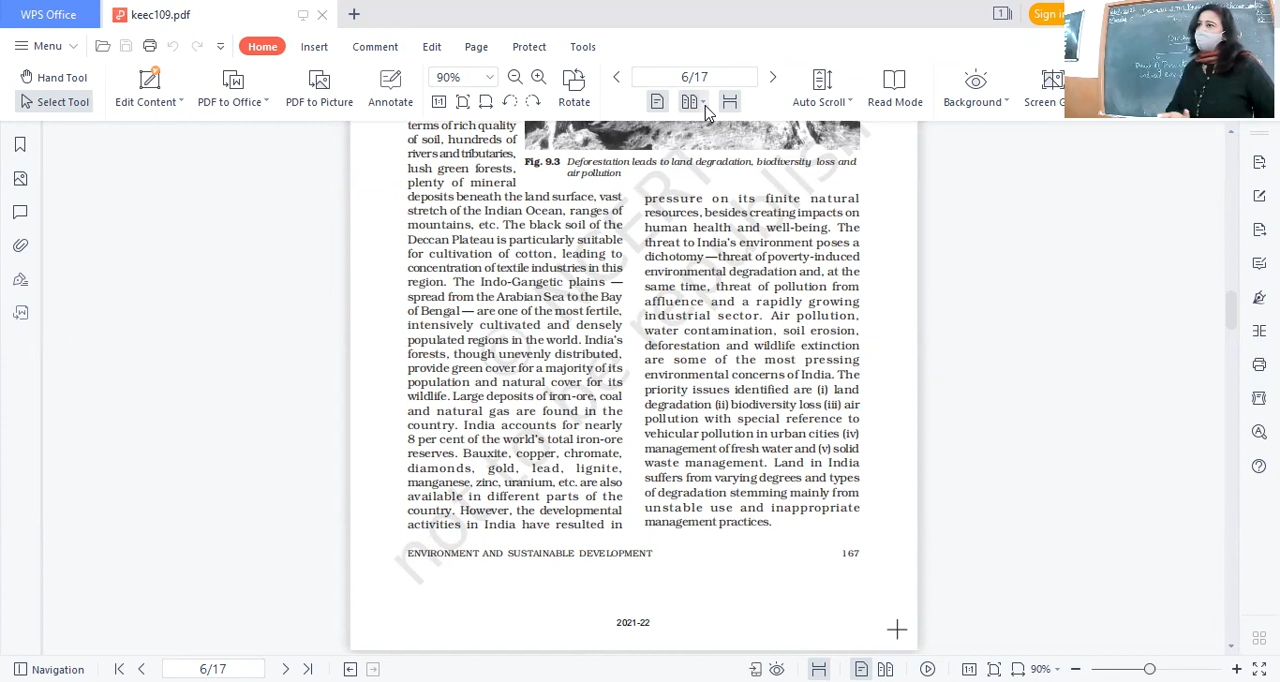 WPS Office
keec109.pdf
1
Sign in
Menu
Home
Insert
Comment
Edit
Page
Protect
Tools
Hand Tool
Select Tool
Edit Content
PDF to Office
PDF to Picture
Annotate
90%
1:1
Rotate
6/17
Auto Scroll
Read Mode
Background
Screen G
terms of rich quality
of soil, hundreds of
rivers and tributaries,
lush green forests,
plenty of mineral
deposits beneath the land surface, vast
stretch of the Indian Ocean, ranges of
mountains, etc. The black soil of the
Deccan Plateau is particularly suitable
for cultivation of cotton, leading to
concentration of textile industries in this
region. The Indo-Gangetic plains —
spread from the Arabian Sea to the Bay
of Bengal — are one of the most fertile,
intensively cultivated and densely
populated regions in the world. India's
forests, though unevenly distributed,
provide green cover for a majority of its
population and natural cover for its
wildlife. Large deposits of iron-ore, coal
and natural gas are found in the
country. India accounts for nearly
8 per cent of the world's total iron-ore
reserves. Bauxite, copper, chromate,
diamonds, gold, lead, lignite,
manganese, zinc, uranium, etc. are also
available in different parts of the
country. However, the developmental
activities in India have resulted in
Fig. 9.3 Deforestation leads to land degradation, biodiversity loss and
air pollution
pressure on its finite natural
resources, besides creating impacts on
human health and well-being. The
threat to India's environment poses a
dichotomy—threat of poverty-induced
environmental degradation and, at the
same time, threat of pollution from
affluence and a rapidly growing
industrial sector. Air pollution,
water contamination, soil erosion,
deforestation and wildlife extinction
are some of the most pressing
environmental concerns of India. The
priority issues identified are (i) land
degradation (ii) biodiversity loss (iii) air
pollution with special reference to
vehicular pollution in urban cities (iv)
management of fresh water and (v) solid
waste management. Land in India
suffers from varying degrees and types
of degradation stemming mainly from
unstable use and inappropriate
management practices.
© NCERT
not to be republish
ENVIRONMENT AND SUSTAINABLE DEVELOPMENT
167
2021-22
Navigation
6/17
1:1
90%